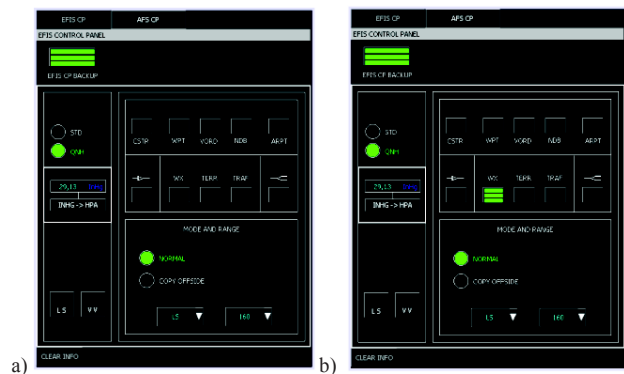 EFIS CP AFS CP
EFIS CONTROL PANEL
EFIS CP BACKUP
STD
QNH
CSTR WPT VORD NDB ARPT
WX TERR TRAF
29,13 InHg
INHG -> HPA
MODE AND RANGE
NORMAL
COPY OFFSIDE
LS VV
LS 160
CLEAR INFO
a)
EFIS CP AFS CP
EFIS CONTROL PANEL
EFIS CP BACKUP
STD
QNH
CSTR WPT VORD NDB ARPT
WX TERR TRAF
29,13 InHg
INHG -> HPA
MODE AND RANGE
NORMAL
COPY OFFSIDE
LS VV
LS 160
CLEAR INFO
b)